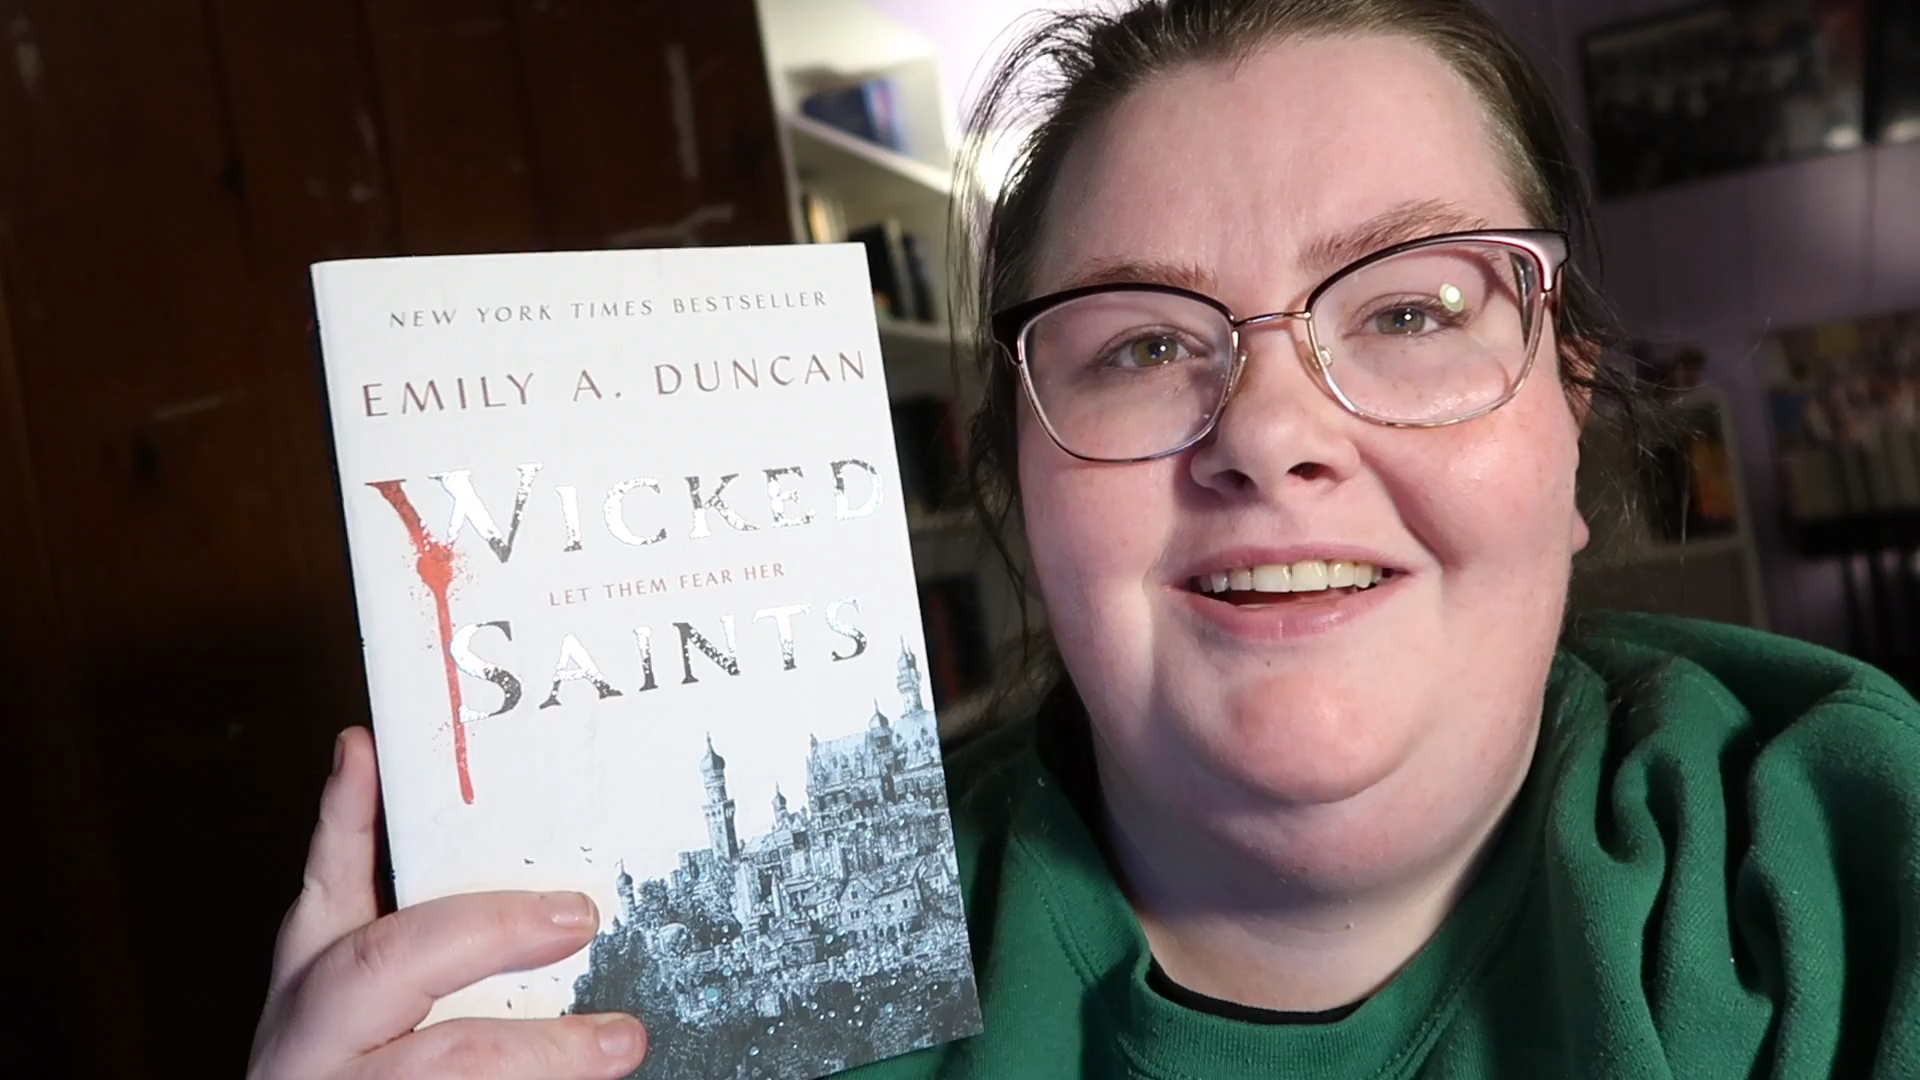 NEW YORK TIMES BESTSELLER
EMILY A. DUNCAN
WICKED
LET THEM FEAR HER
SAINTS